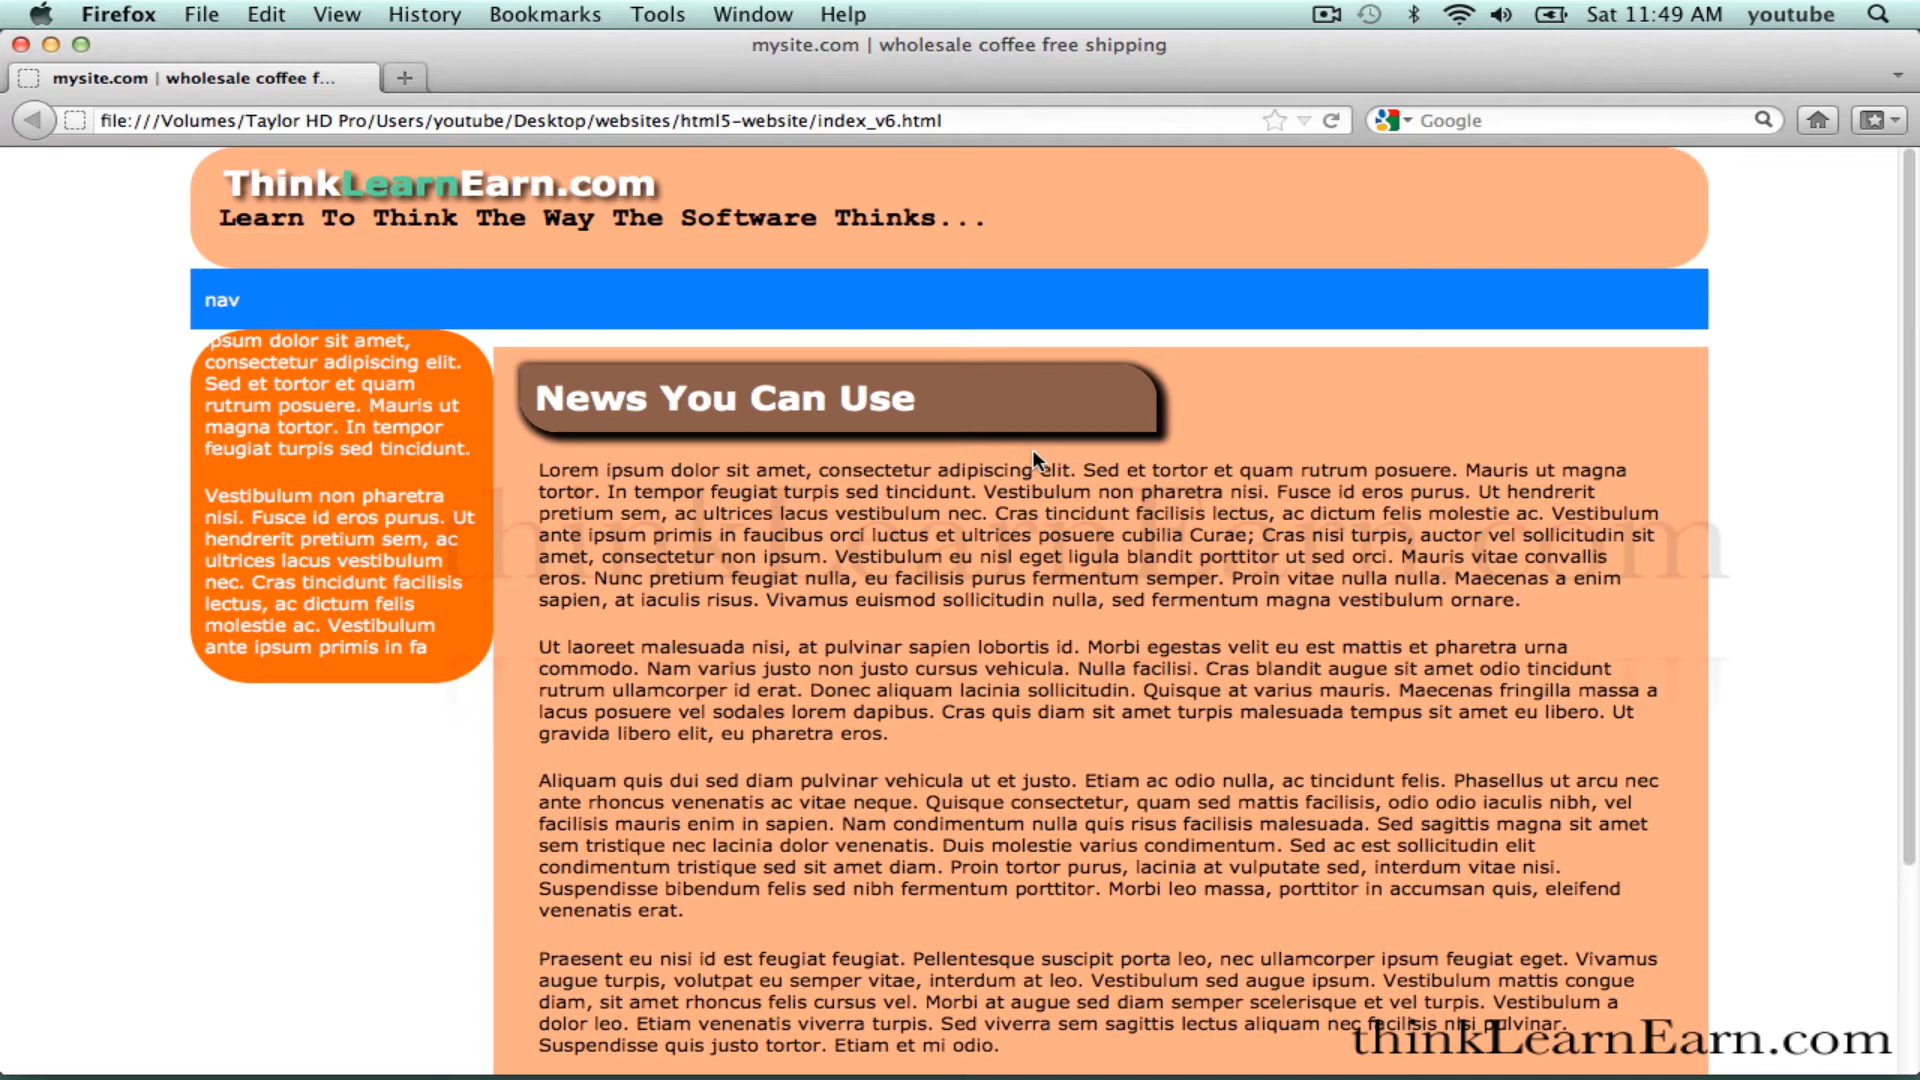 Firefox File Edit View History Bookmarks Tools Window Help Sat 11:49 AM youtube
mysite.com | wholesale coffee free shipping
mysite.com | wholesale coffee f...
file:///Volumes/Taylor HD Pro/Users/youtube/Desktop/websites/html5-website/index_v6.html Google
ThinkLearnEarn.com
Learn To Think The Way The Software Thinks...
nav
ipsum dolor sit amet,
consectetur adipiscing elit.
Sed et tortor et quam
rutrum posuere. Mauris ut
magna tortor. In tempor
feugiat turpis sed tincidunt.
Vestibulum non pharetra
nisi. Fusce id eros purus. Ut
hendrerit pretium sem, ac
ultrices lacus vestibulum
nec. Cras tincidunt facilisis
lectus, ac dictum felis
molestie ac. Vestibulum
ante ipsum primis in fa
News You Can Use
Lorem ipsum dolor sit amet, consectetur adipiscing elit. Sed et tortor et quam rutrum posuere. Mauris ut magna
tortor. In tempor feugiat turpis sed tincidunt. Vestibulum non pharetra nisi. Fusce id eros purus. Ut hendrerit
pretium sem, ac ultrices lacus vestibulum nec. Cras tincidunt facilisis lectus, ac dictum felis molestie ac. Vestibulum
ante ipsum primis in faucibus orci luctus et ultrices posuere cubilia Curae; Cras nisi turpis, auctor vel sollicitudin sit
amet, consectetur non ipsum. Vestibulum eu nisl eget ligula blandit porttitor ut sed orci. Mauris vitae convallis
eros. Nunc pretium feugiat nulla, eu facilisis purus fermentum semper. Proin vitae nulla nulla. Maecenas a enim
sapien, at iaculis risus. Vivamus euismod sollicitudin nulla, sed fermentum magna vestibulum ornare.
Ut laoreet malesuada nisi, at pulvinar sapien lobortis id. Morbi egestas velit eu est mattis et pharetra urna
commodo. Nam varius justo non justo cursus vehicula. Nulla facilisi. Cras blandit augue sit amet odio tincidunt
rutrum ullamcorper id erat. Donec aliquam lacinia sollicitudin. Quisque at varius mauris. Maecenas fringilla massa a
lacus posuere vel sodales lorem dapibus. Cras quis diam sit amet turpis malesuada tempus sit amet eu libero. Ut
gravida libero elit, eu pharetra eros.
Aliquam quis dui sed diam pulvinar vehicula ut et justo. Etiam ac odio nulla, ac tincidunt felis. Phasellus ut arcu nec
ante rhoncus venenatis ac vitae neque. Quisque consectetur, quam sed mattis facilisis, odio odio iaculis nibh, vel
facilisis mauris enim in sapien. Nam condimentum nulla quis risus facilisis malesuada. Sed sagittis magna sit amet
sem tristique nec lacinia dolor venenatis. Duis molestie varius condimentum. Sed ac est sollicitudin elit
condimentum tristique sed sit amet diam. Proin tortor purus, lacinia at vulputate sed, interdum vitae nisi.
Suspendisse bibendum felis sed nibh fermentum porttitor. Morbi leo massa, porttitor in accumsan quis, eleifend
venenatis erat.
Praesent eu nisi id est feugiat feugiat. Pellentesque suscipit porta leo, nec ullamcorper ipsum feugiat eget. Vivamus
augue turpis, volutpat eu semper vitae, interdum at leo. Vestibulum sed augue ipsum. Vestibulum mattis congue
diam, sit amet rhoncus felis cursus vel. Morbi at augue sed diam semper scelerisque et vel turpis. Vestibulum a
dolor leo. Etiam venenatis viverra turpis. Sed viverra sem sagittis lectus aliquam nec facilisis nisi pulvinar.
Suspendisse quis justo tortor. Etiam et mi odio.
thinkLearnEarn.com
thinkLearnEarn.com